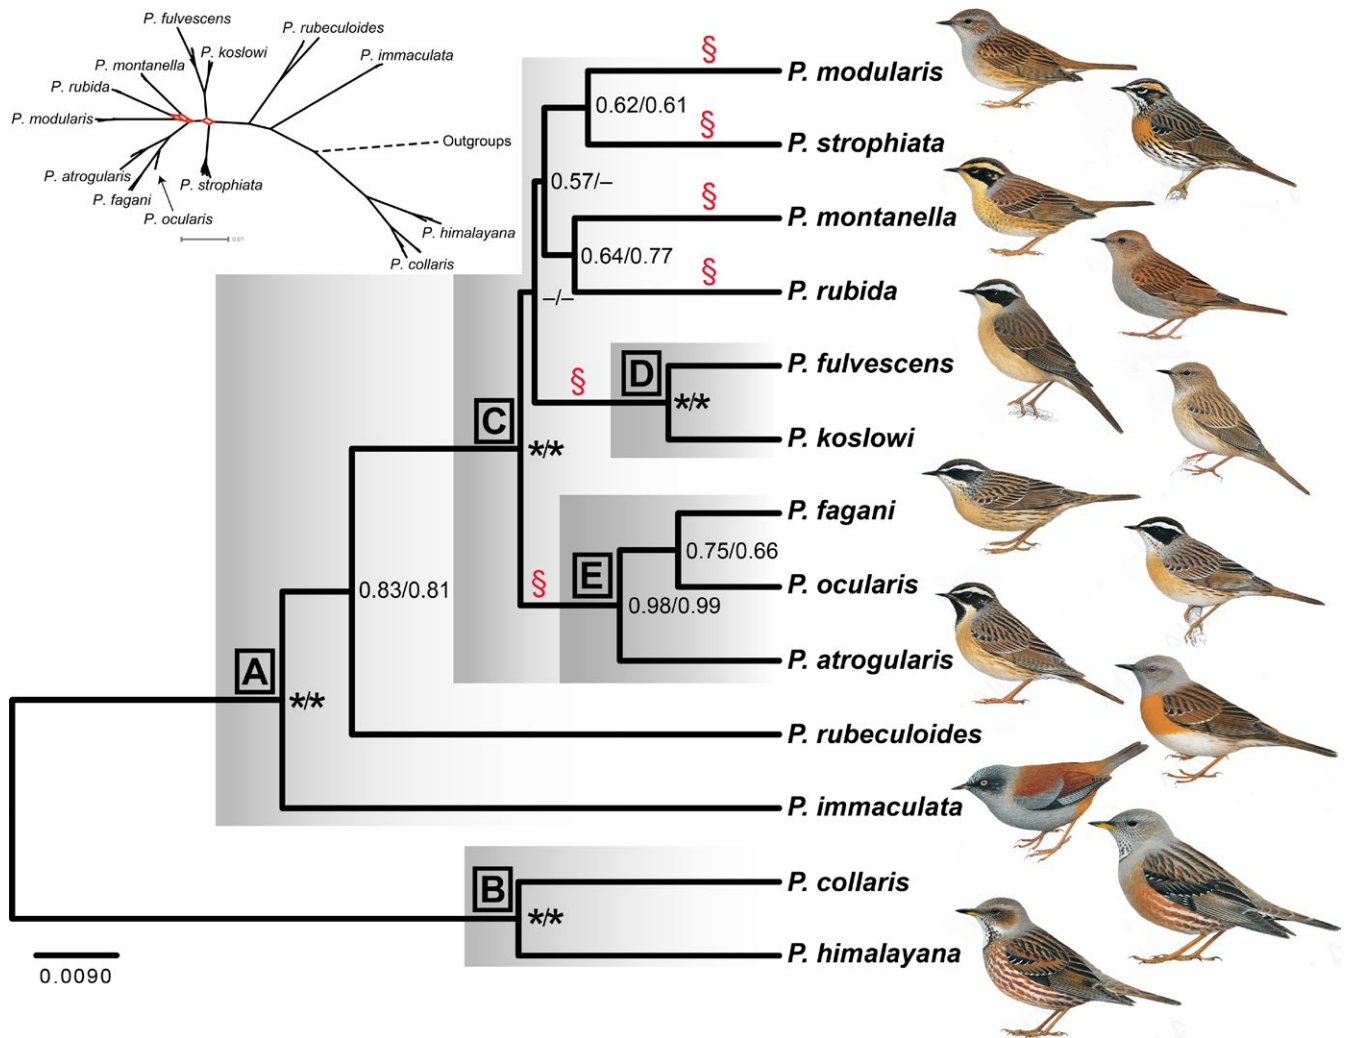 P. fulvescens
P. rubeculoides
P. koslowi
P. immaculata
P. montanella
P. rubida
P. modularis
Outgroups
P. atrogularis
P. strophiata
P. fagani
P. ocularis
P. himalayana
P. collaris
0.01
§
P. modularis
0.62/0.61
§
P. strophiata
0.57/–
§
P. montanella
0.64/0.77
§
P. rubida
–/–
P. fulvescens
D
§
*/*
C
P. koslowi
*/*
P. fagani
0.75/0.66
E
§
P. ocularis
0.83/0.81
0.98/0.99
P. atrogularis
A
*/*
P. rubeculoides
P. immaculata
P. collaris
B
*/*
P. himalayana
0.0090